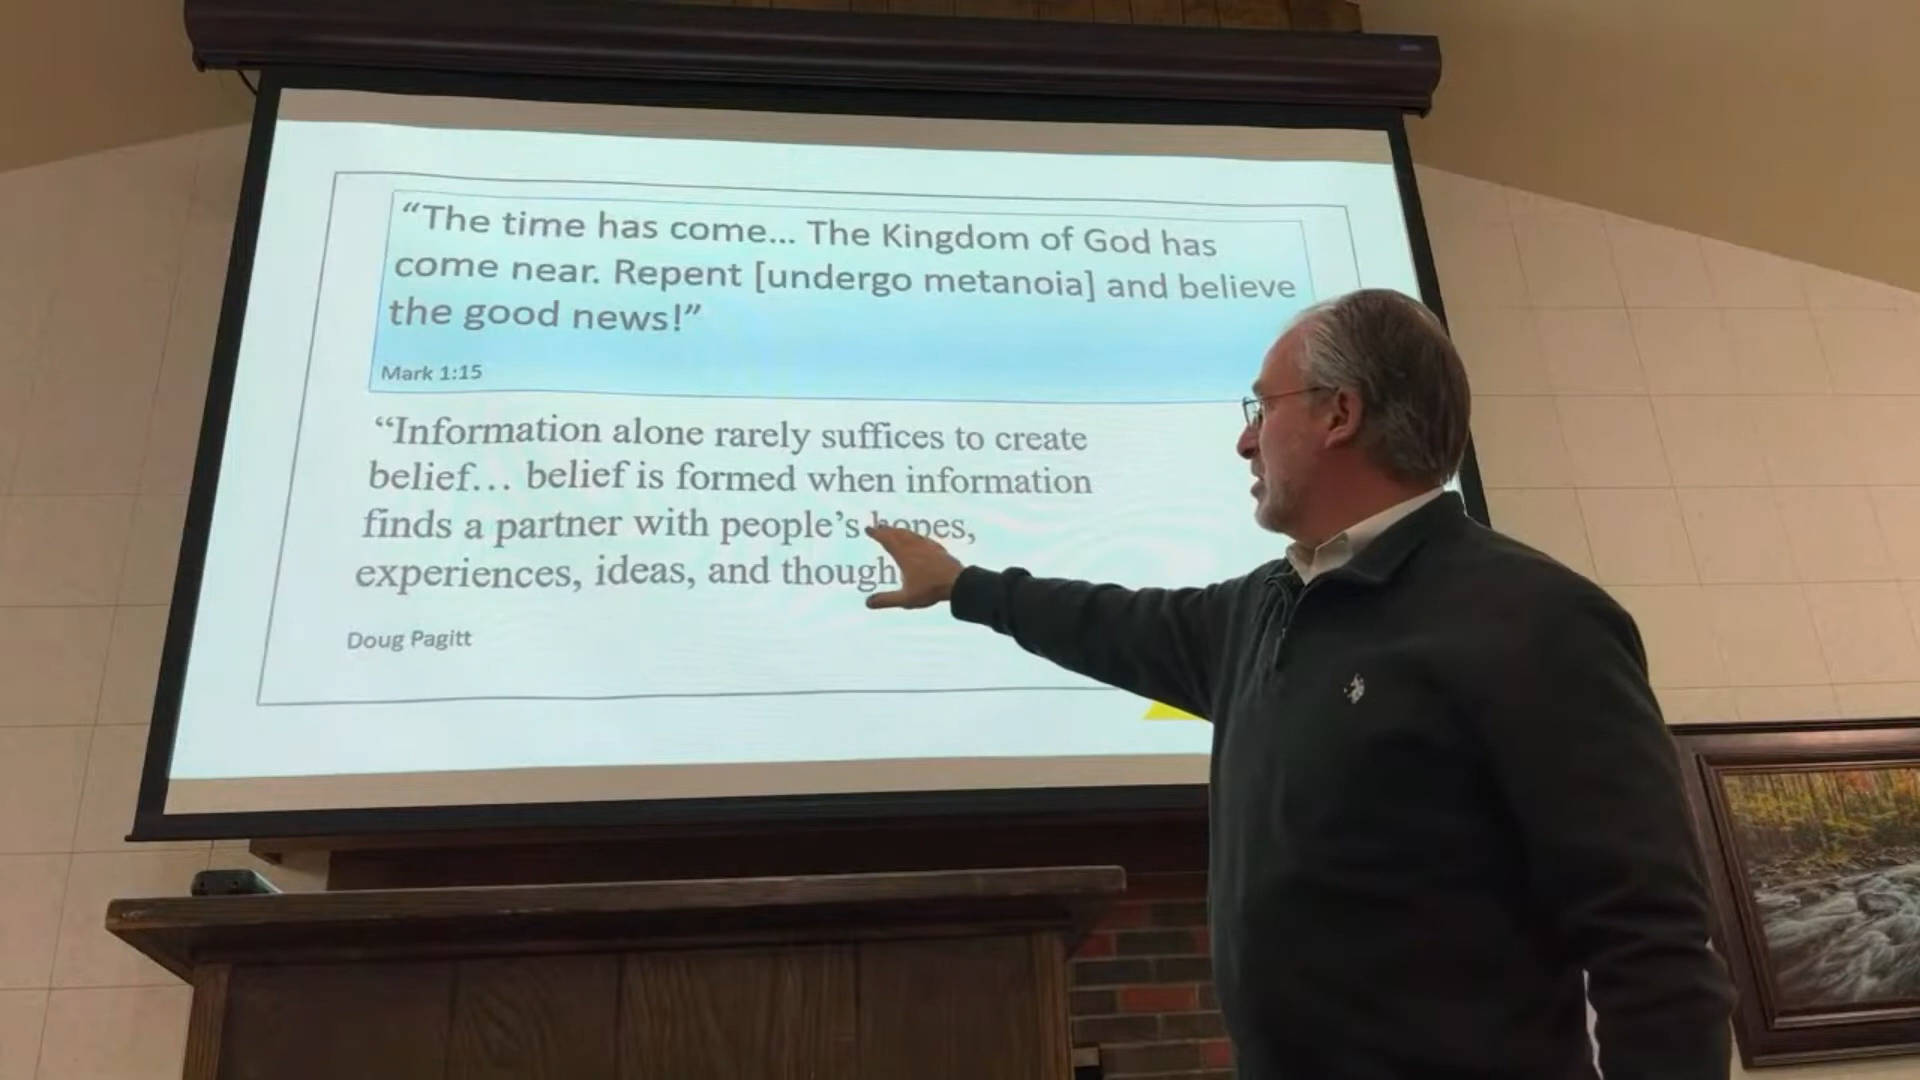 “The time has come... The Kingdom of God has
come near. Repent [undergo metanoia] and believe
the good news!”
Mark 1:15
“Information alone rarely suffices to create
belief... belief is formed when information
finds a partner with people’s hopes,
experiences, ideas, and
Doug Pagitt